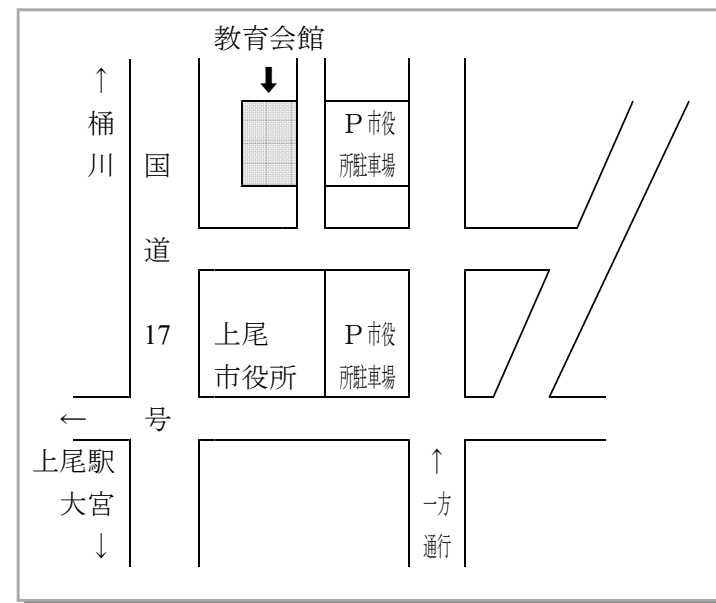 教育会館
↑
桶
川
国
道
17
号
P市役
所駐車場
上尾
市役所
P市役
所駐車場
←
上尾駅
大宮
↓
↑
一方
通行